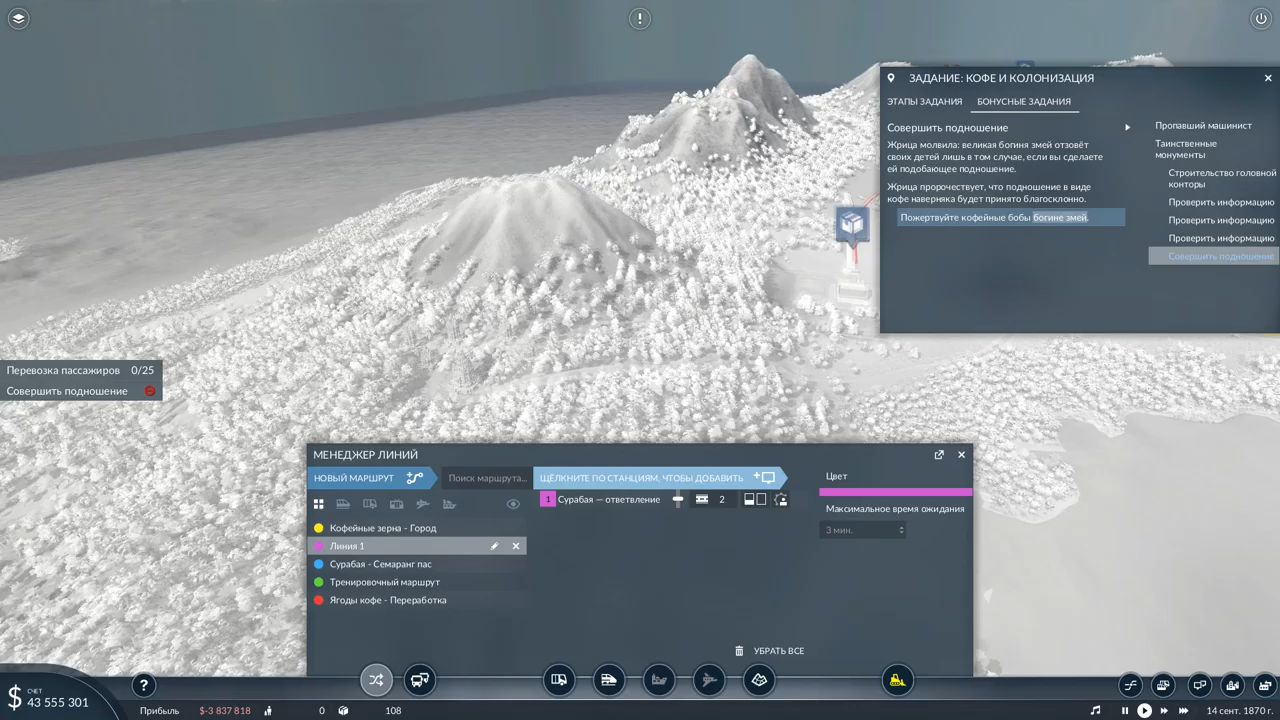 ЗАДАНИЕ: КОФЕ И КОЛОНИЗАЦИЯ
ЭТАПЫ ЗАДАНИЯ
БОНУСНЫЕ ЗАДАНИЯ
Совершить подношение
Жрица молвила: великая богиня змей отзовёт
своих детей лишь в том случае, если вы сделаете
ей подобающее подношение.
Жрица пророчествует, что подношение в виде
кофе наверняка будет принято благосклонно.
Пожертвуйте кофейные бобы богине змей.
Пропавший машинист
Таинственные
монументы
Строительство головной
конторы
Проверить информацию
Проверить информацию
Проверить информацию
Совершить подношение
Перевозка пассажиров 0/25
Совершить подношение
МЕНЕДЖЕР ЛИНИЙ
НОВЫЙ МАРШРУТ
Поиск маршрута...
ЩЁЛКНИТЕ ПО СТАНЦИЯМ, ЧТОБЫ ДОБАВИТЬ
Кофейные зерна - Город
Линия 1
Сурабая - Семаранг пас
Тренировочный маршрут
Ягоды кофе - Переработка
1 Сурабая — ответвление 2
УБРАТЬ ВСЕ
Цвет
Максимальное время ожидания
3 мин.
?
$ СЧЕТ
43 555 301
Прибыль $-3 837 818 0 108
14 сент. 1870 г.